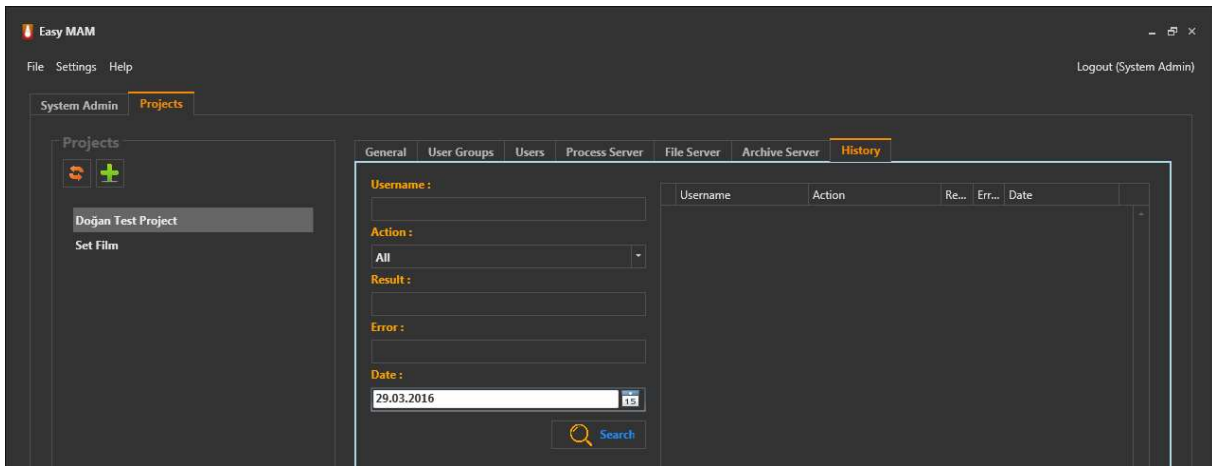 Easy MAM
File Settings Help
Logout (System Admin)
System Admin Projects
Projects
Doğan Test Project
Set Film
General User Groups Users Process Server File Server Archive Server History
Username :
Action :
All
Result :
Error :
Date :
29.03.2016
15
Search
Username Action Re... Err... Date